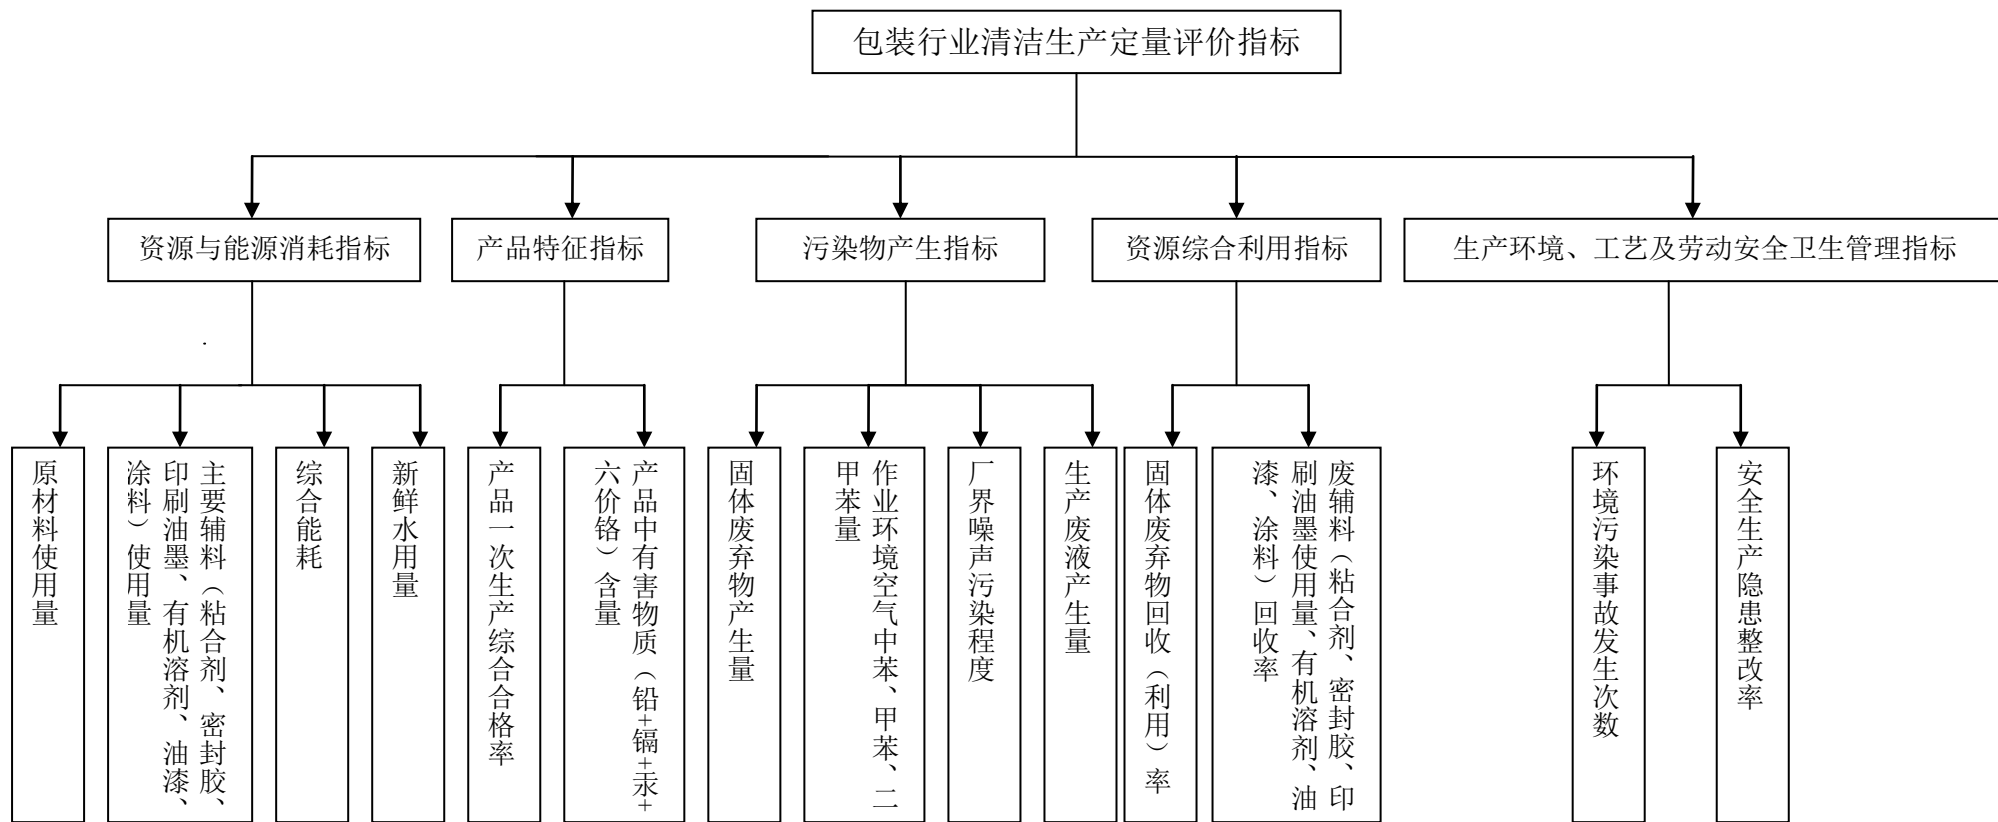 包装行业清洁生产定量评价指标
资源与能源消耗指标
产品特征指标
污染物产生指标
资源综合利用指标
生产环境、工艺及劳动安全卫生管理指标
原材料使用量
主要辅料（粘合剂、密封胶、
印刷油墨、有机溶剂、油漆、
涂料）使用量
综合能耗
新鲜水用量
产品一次生产综合合格率
产品中有害物质（铅+镉+汞+
六价铬）含量
固体废弃物产生量
作业环境空气中苯、甲苯、二
甲苯量
厂界噪声污染程度
生产废液产生量
固体废弃物回收（利用）率
废辅料（粘合剂、密封胶、印
刷油墨使用量、有机溶剂、油
漆、涂料）回收率
环境污染事故发生次数
安全生产隐患整改率